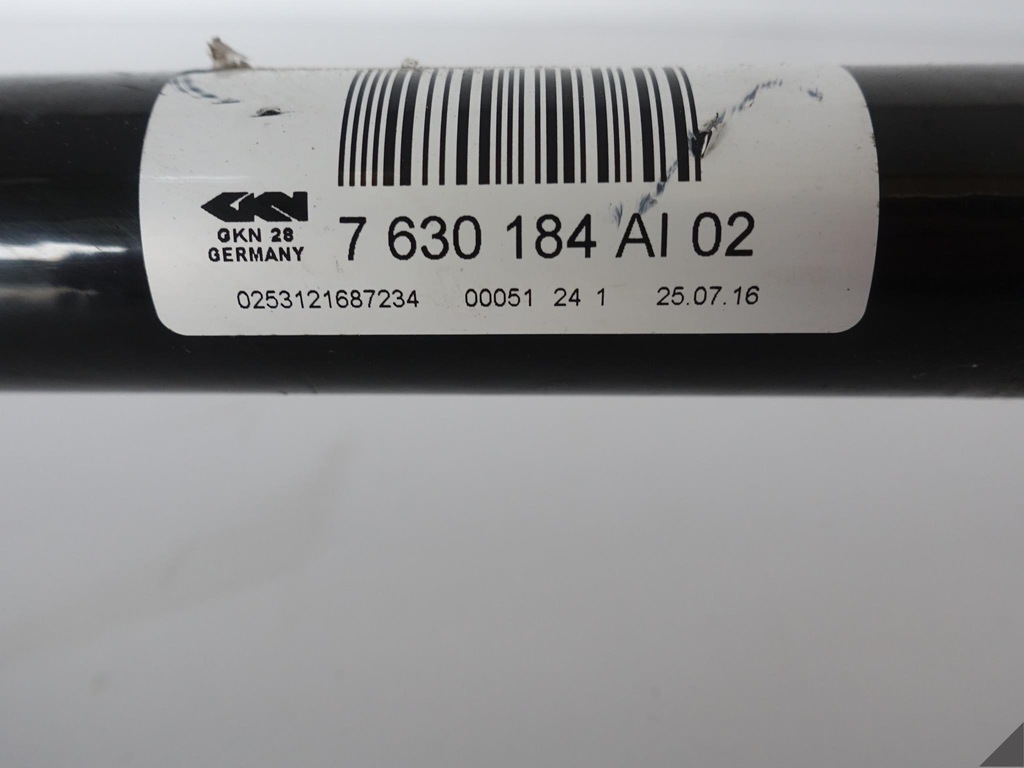 GKN
GKN 28
GERMANY
7 630 184 AI 02
0253121687234 00051 24 1 25.07.16